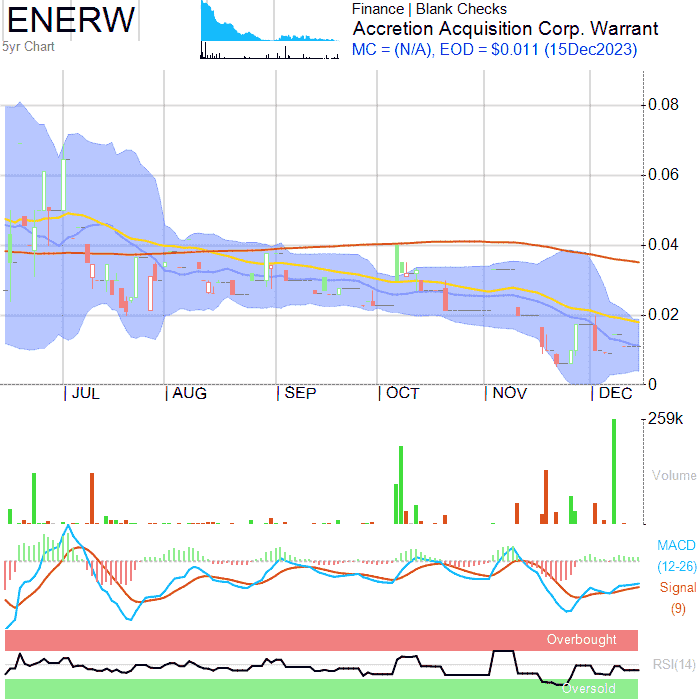 ENERW
5yr Chart
Finance | Blank Checks
Accretion Acquisition Corp. Warrant
MC = (N/A), EOD = $0.011 (15Dec2023)
0.08
0.06
0.04
0.02
0
JUL AUG SEP OCT NOV DEC
259k
Volume
MACD
(12-26)
Signal
(9)
Overbought
RSI(14)
Oversold